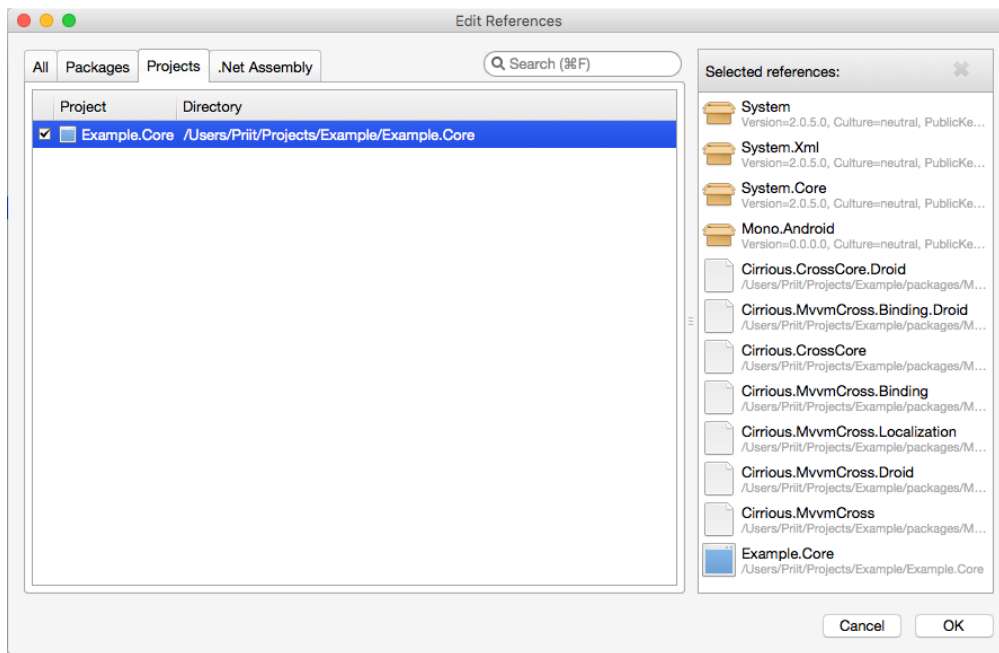 Edit References
All Packages Projects .Net Assembly
Search (⌘F)
Project Directory
Example.Core /Users/Priit/Projects/Example/Example.Core
Selected references:
System
Version=2.0.5.0, Culture=neutral, PublicKe...
System.Xml
Version=2.0.5.0, Culture=neutral, PublicKe...
System.Core
Version=2.0.5.0, Culture=neutral, PublicKe...
Mono.Android
Version=0.0.0.0, Culture=neutral, PublicKe...
Cirrious.CrossCore.Droid
/Users/Priit/Projects/Example/packages/M...
Cirrious.MvvmCross.Binding.Droid
/Users/Priit/Projects/Example/packages/M...
Cirrious.CrossCore
/Users/Priit/Projects/Example/packages/M...
Cirrious.MvvmCross.Binding
/Users/Priit/Projects/Example/packages/M...
Cirrious.MvvmCross.Localization
/Users/Priit/Projects/Example/packages/M...
Cirrious.MvvmCross.Droid
/Users/Priit/Projects/Example/packages/M...
Cirrious.MvvmCross
/Users/Priit/Projects/Example/packages/M...
Example.Core
/Users/Priit/Projects/Example/Example.Core
Cancel OK